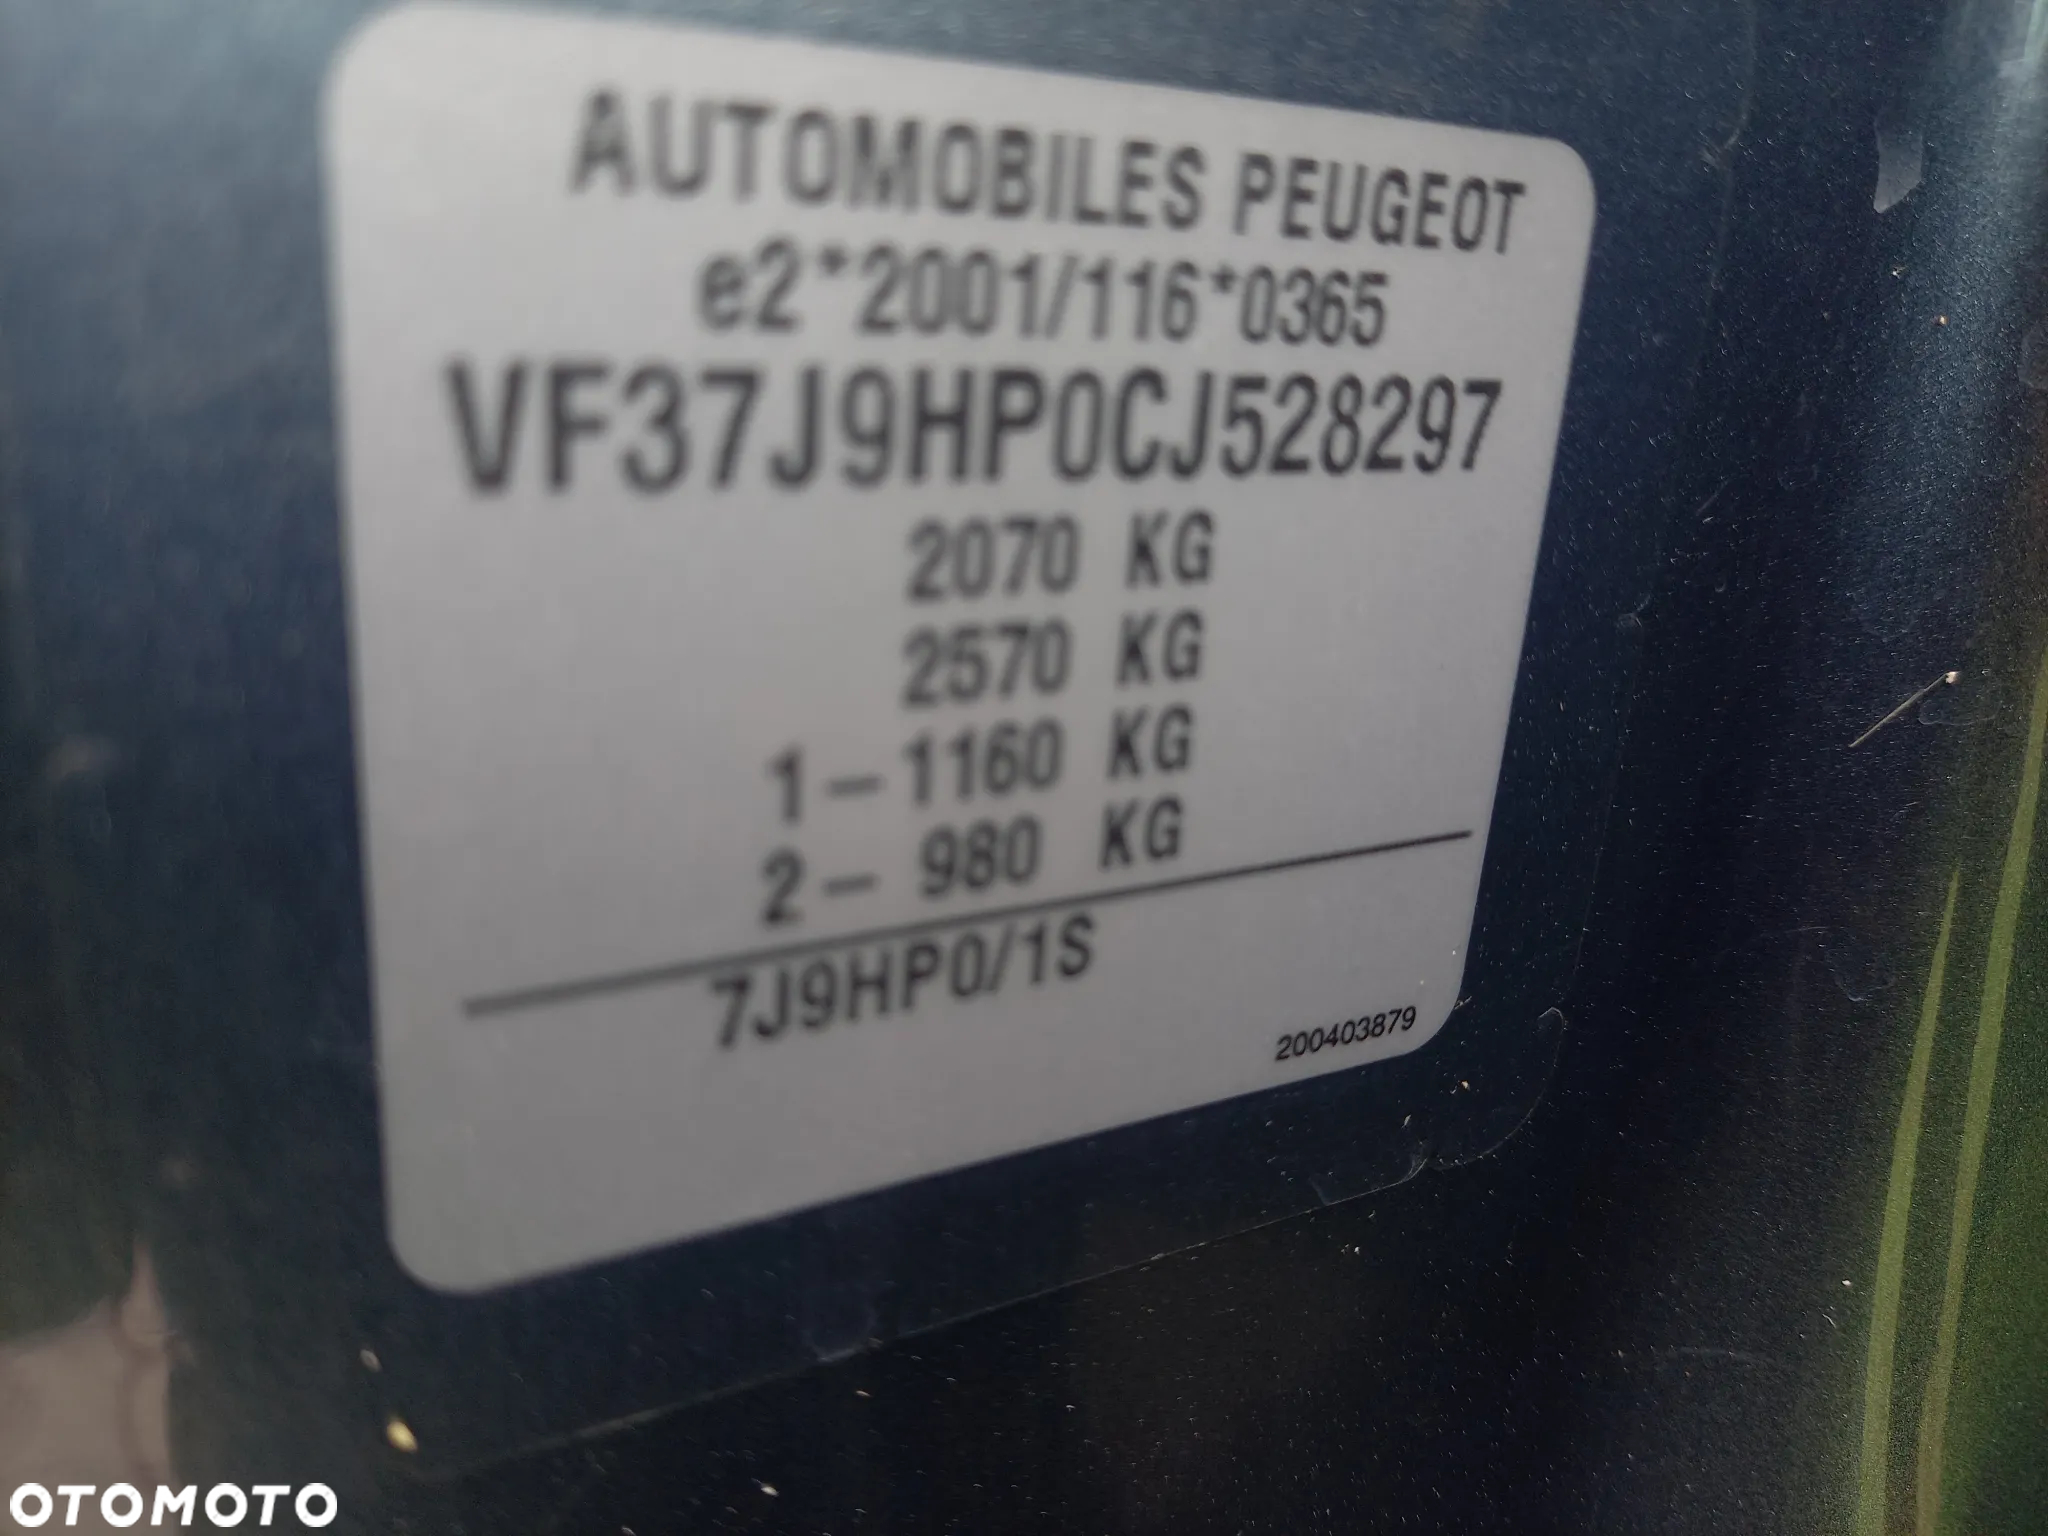 AUTOMOBILES PEUGEOT
e2*2001/116*0365
VF37J9HP0CJ528297
2070 KG
2570 KG
1-1160 KG
2- 980 KG
7J9HP0/1S
200403879
OTOMOTO